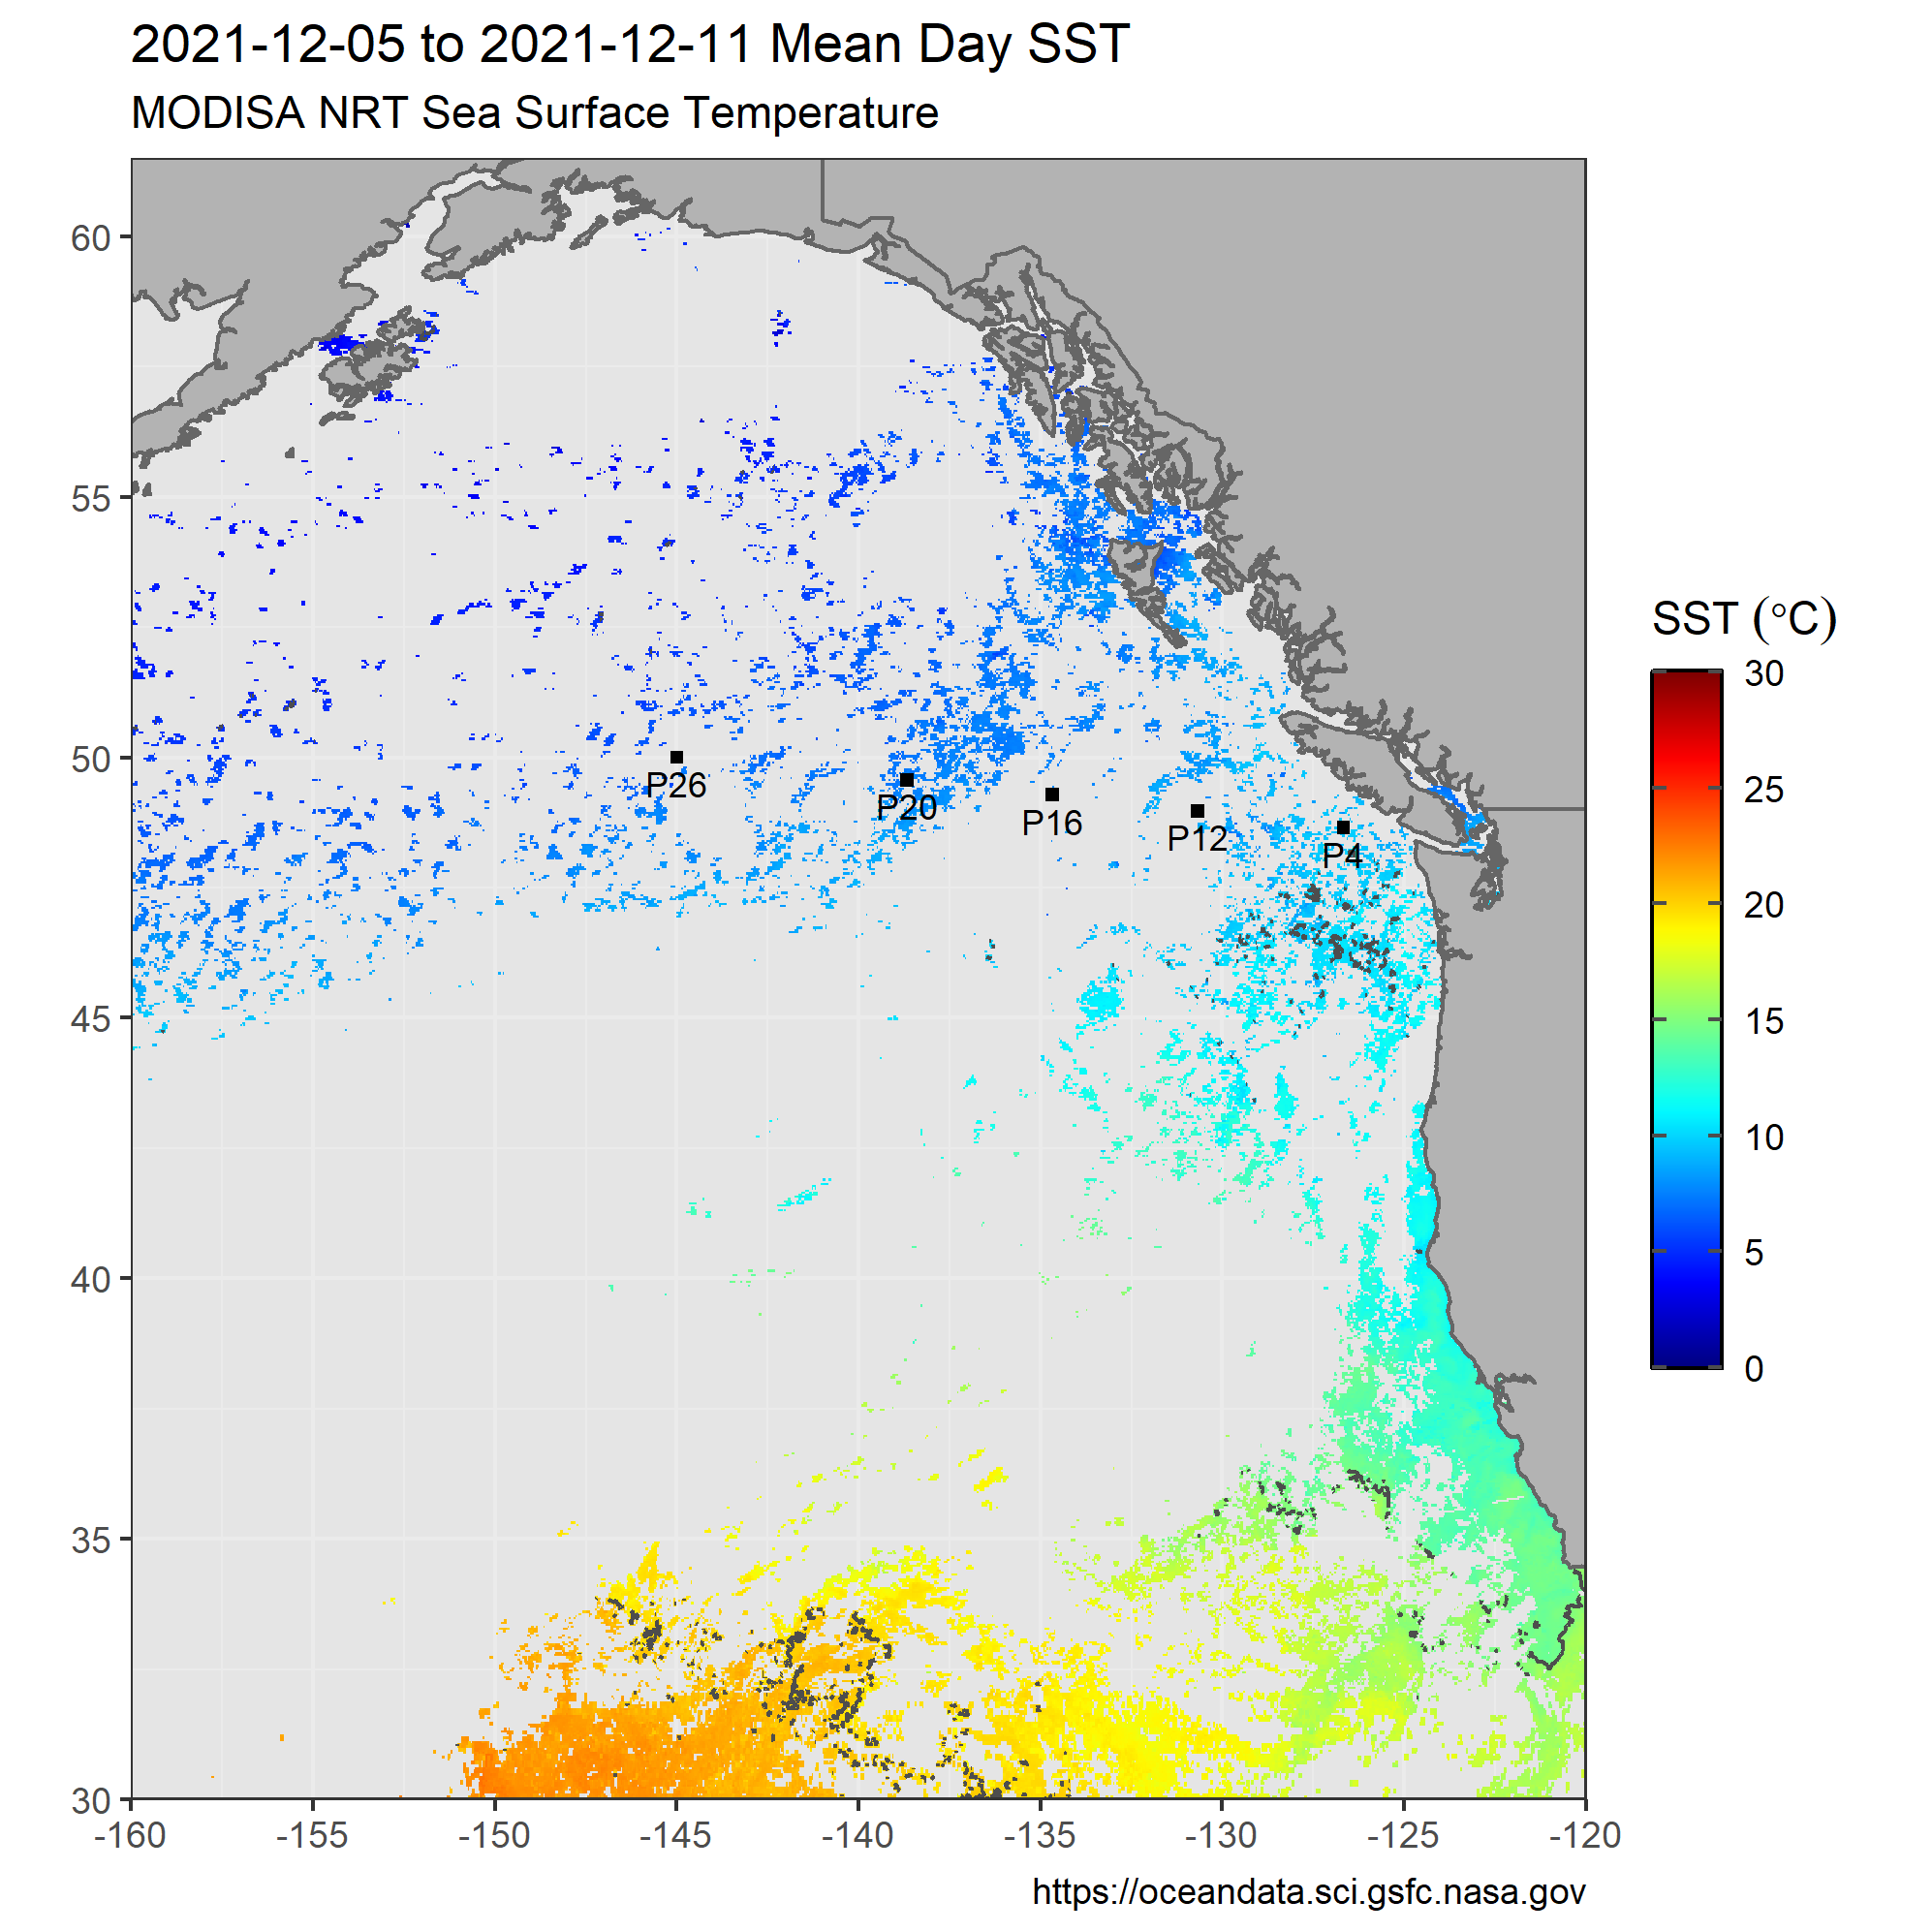 2021-12-05 to 2021-12-11 Mean Day SST
MODISA NRT Sea Surface Temperature
60
55
50
45
40
35
30
-160
-155
-150
-145
-140
-135
-130
-125
-120
P26
P20
P16
P12
P4
SST (°C)
30
25
20
15
10
5
0
https://oceandata.sci.gsfc.nasa.gov